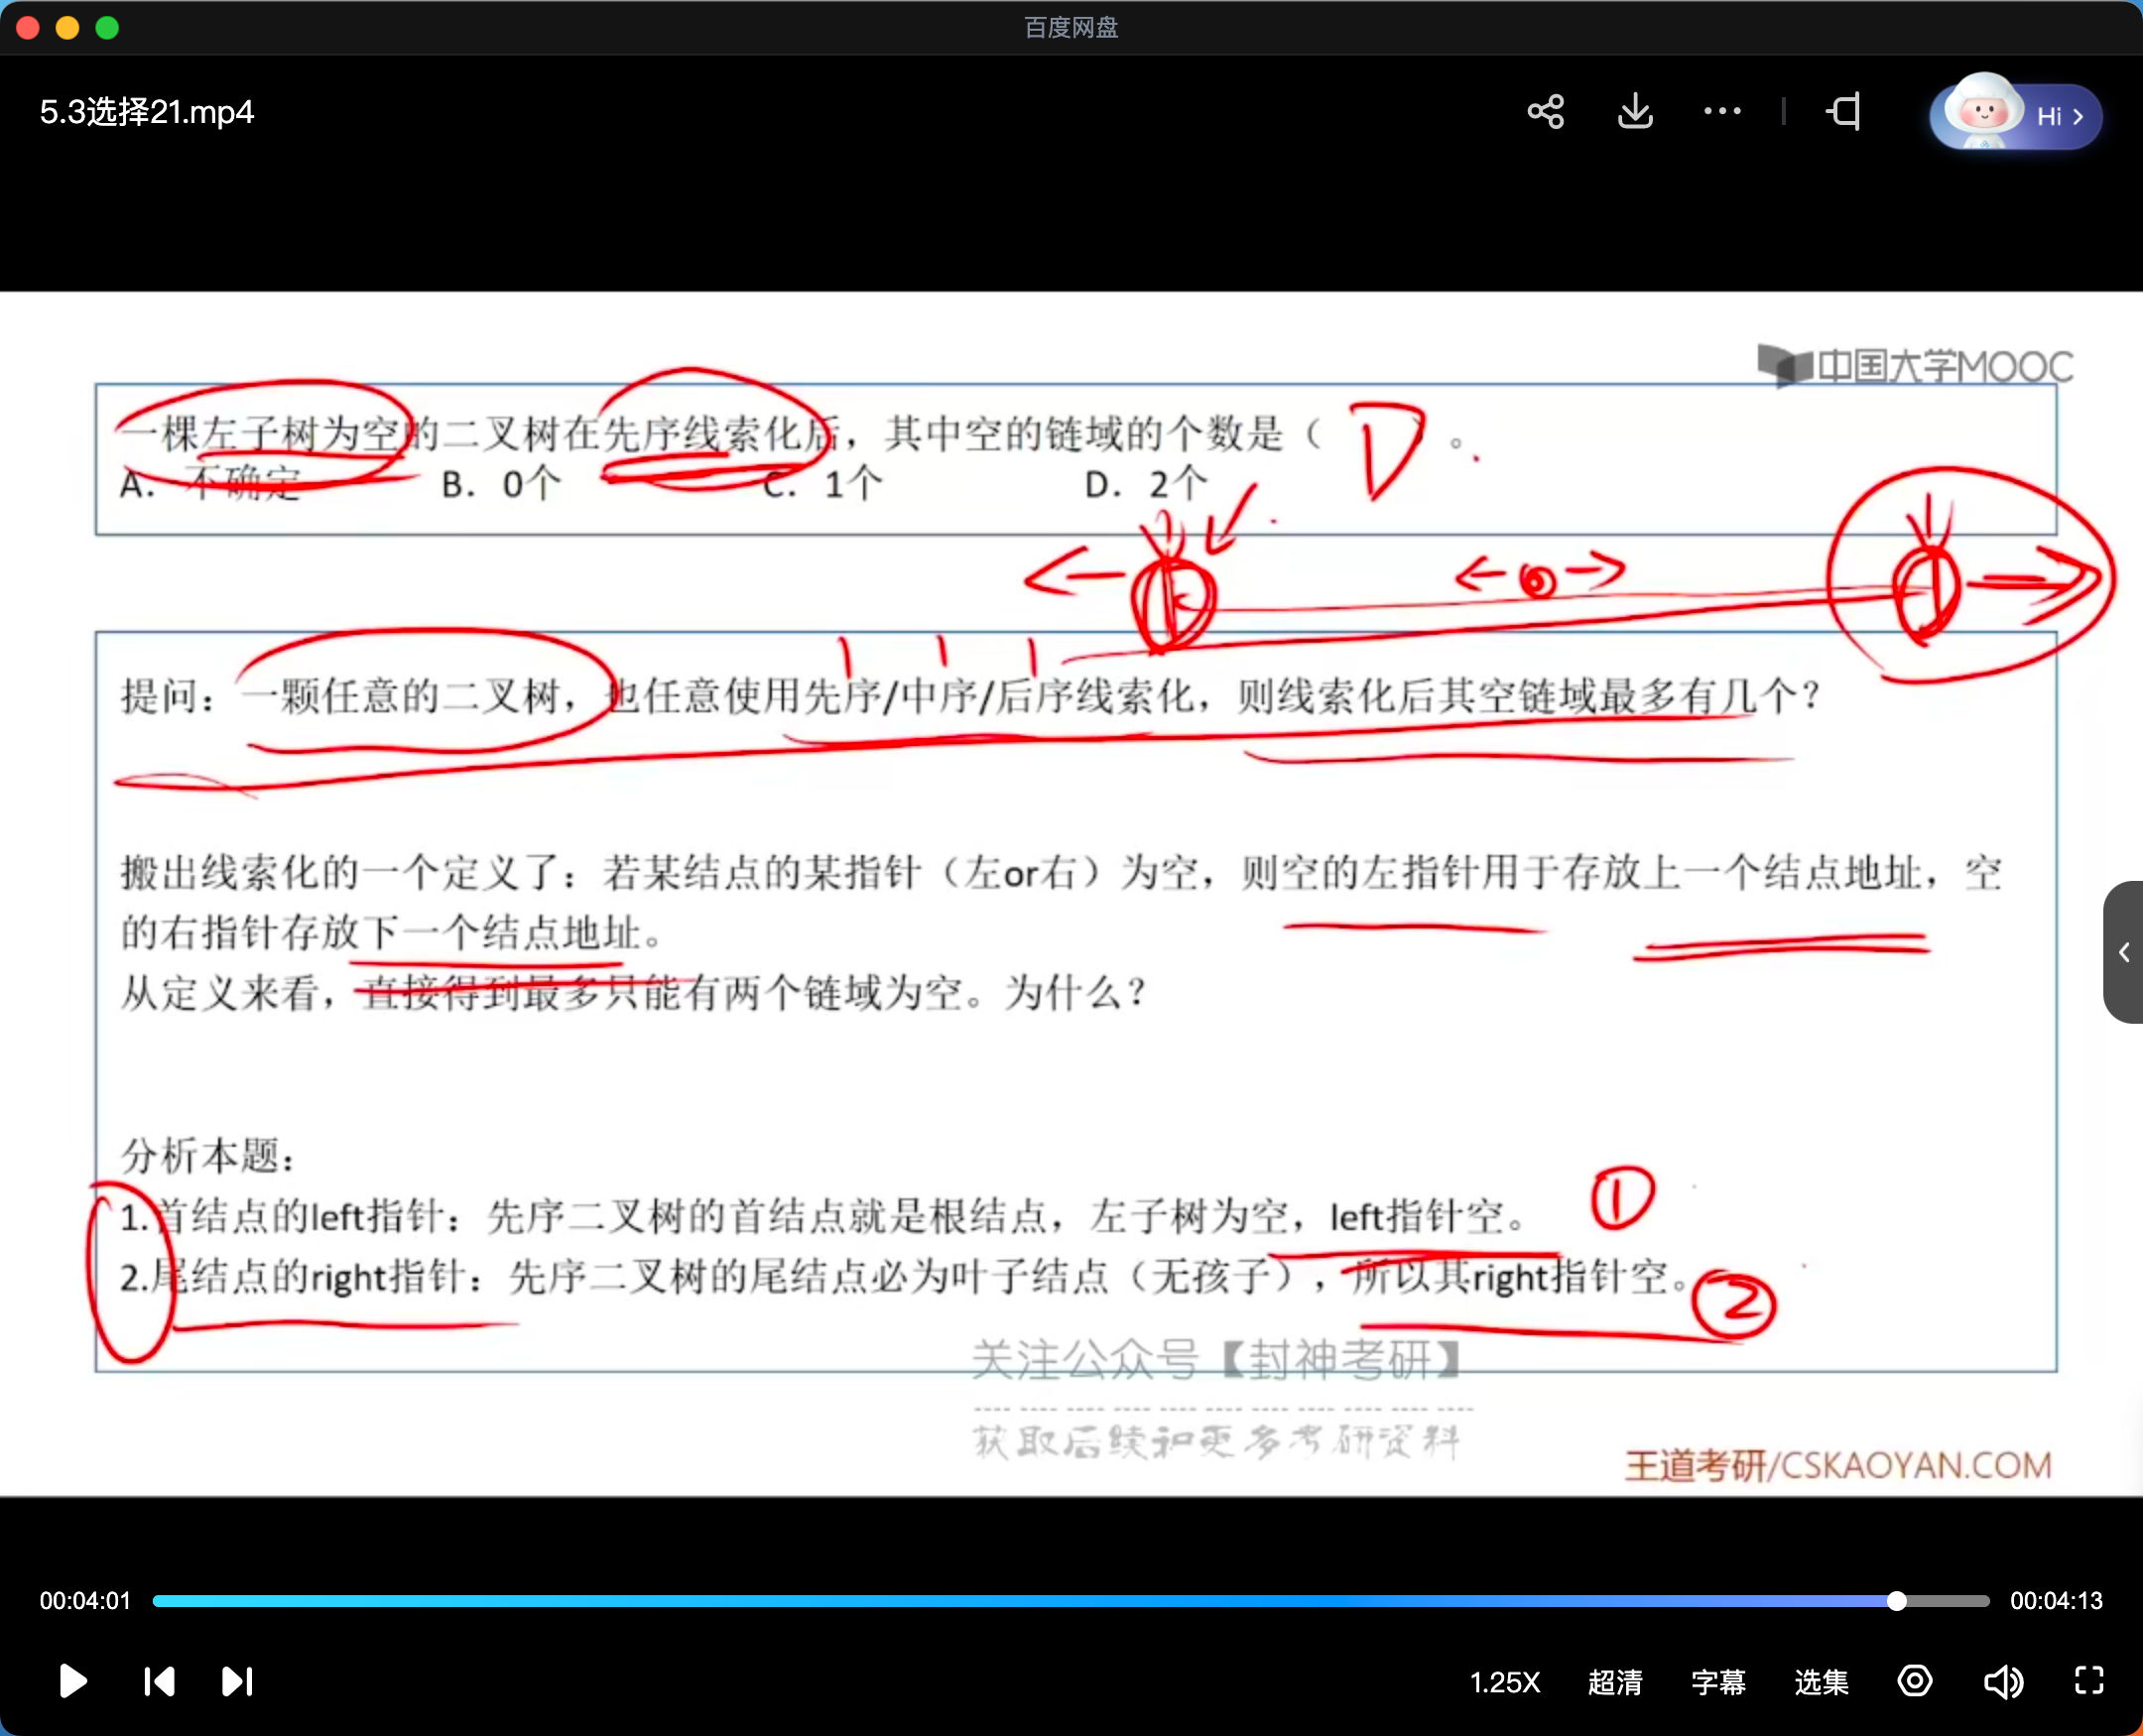 百度网盘
5.3选择21.mp4
Hi
中国大学MOOC
一棵左子树为空的二叉树在先序线索化后，其中空的链域的个数是（ D 。
A. 不确定 B. 0个 C. 1个 D. 2个
提问：一颗任意的二叉树，也任意使用先序/中序/后序线索化，则线索化后其空链域最多有几个？
搬出线索化的一个定义了：若某结点的某指针（左or右）为空，则空的左指针用于存放上一个结点地址，空
的右指针存放下一个结点地址。
从定义来看，直接得到最多只能有两个链域为空。为什么？
分析本题：
1.首结点的left指针：先序二叉树的首结点就是根结点，左子树为空，left指针空。 ①
2.尾结点的right指针：先序二叉树的尾结点必为叶子结点（无孩子），所以其right指针空。 ②
关注公众号【封神考研】
获取后续和更多考研资料
王道考研/CSKAOYAN.COM
00:04:01 00:04:13
1.25X 超清 字幕 选集